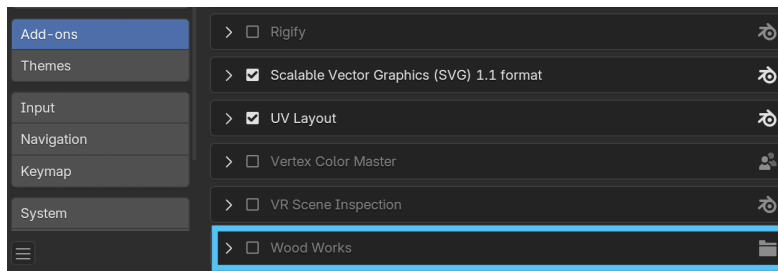 Add-ons
Themes
Input
Navigation
Keymap
System
Rigify
Scalable Vector Graphics (SVG) 1.1 format
UV Layout
Vertex Color Master
VR Scene Inspection
Wood Works